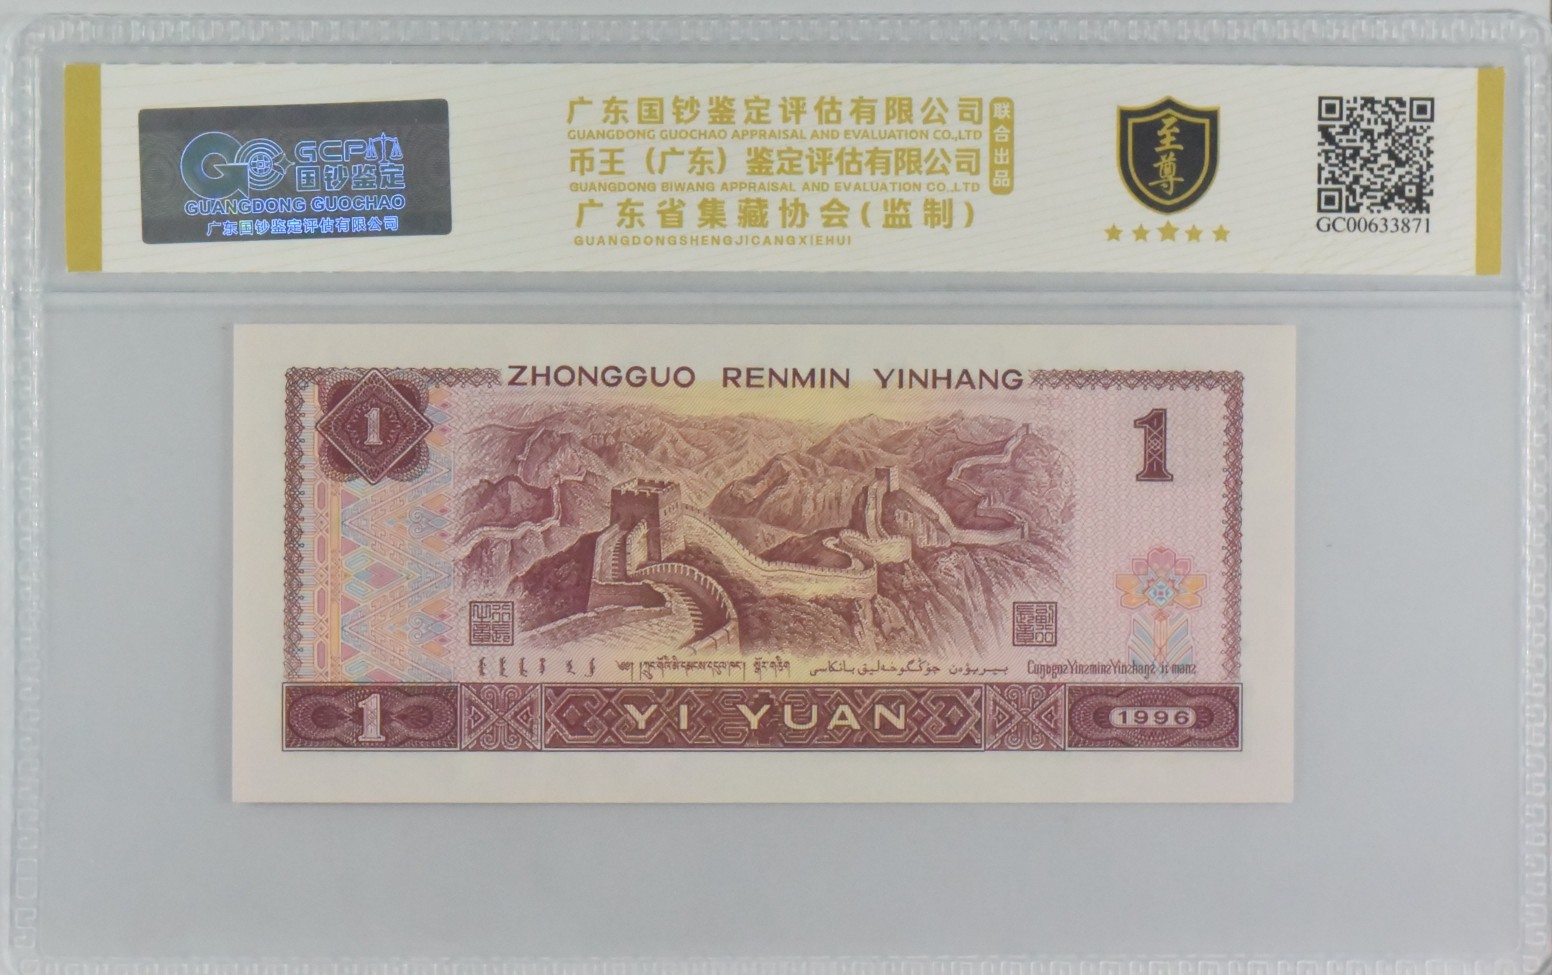 GCP
国钞鉴定
GUANGDONG GUOCHAO
广东国钞鉴定评估有限公司
广东国钞鉴定评估有限公司
GUANGDONG GUOCHAO APPRAISAL AND EVALUATION CO.,LTD
币王（广东）鉴定评估有限公司
GUANGDONG BIWANG APPRAISAL AND EVALUATION CO.,LTD
广东省集藏协会(监制)
GUANGDONGSHENGJICANGXIEHUI
联合出品
至尊
GC00633871
ZHONGGUO RENMIN YINHANG
1
1
1
YI YUAN
1996